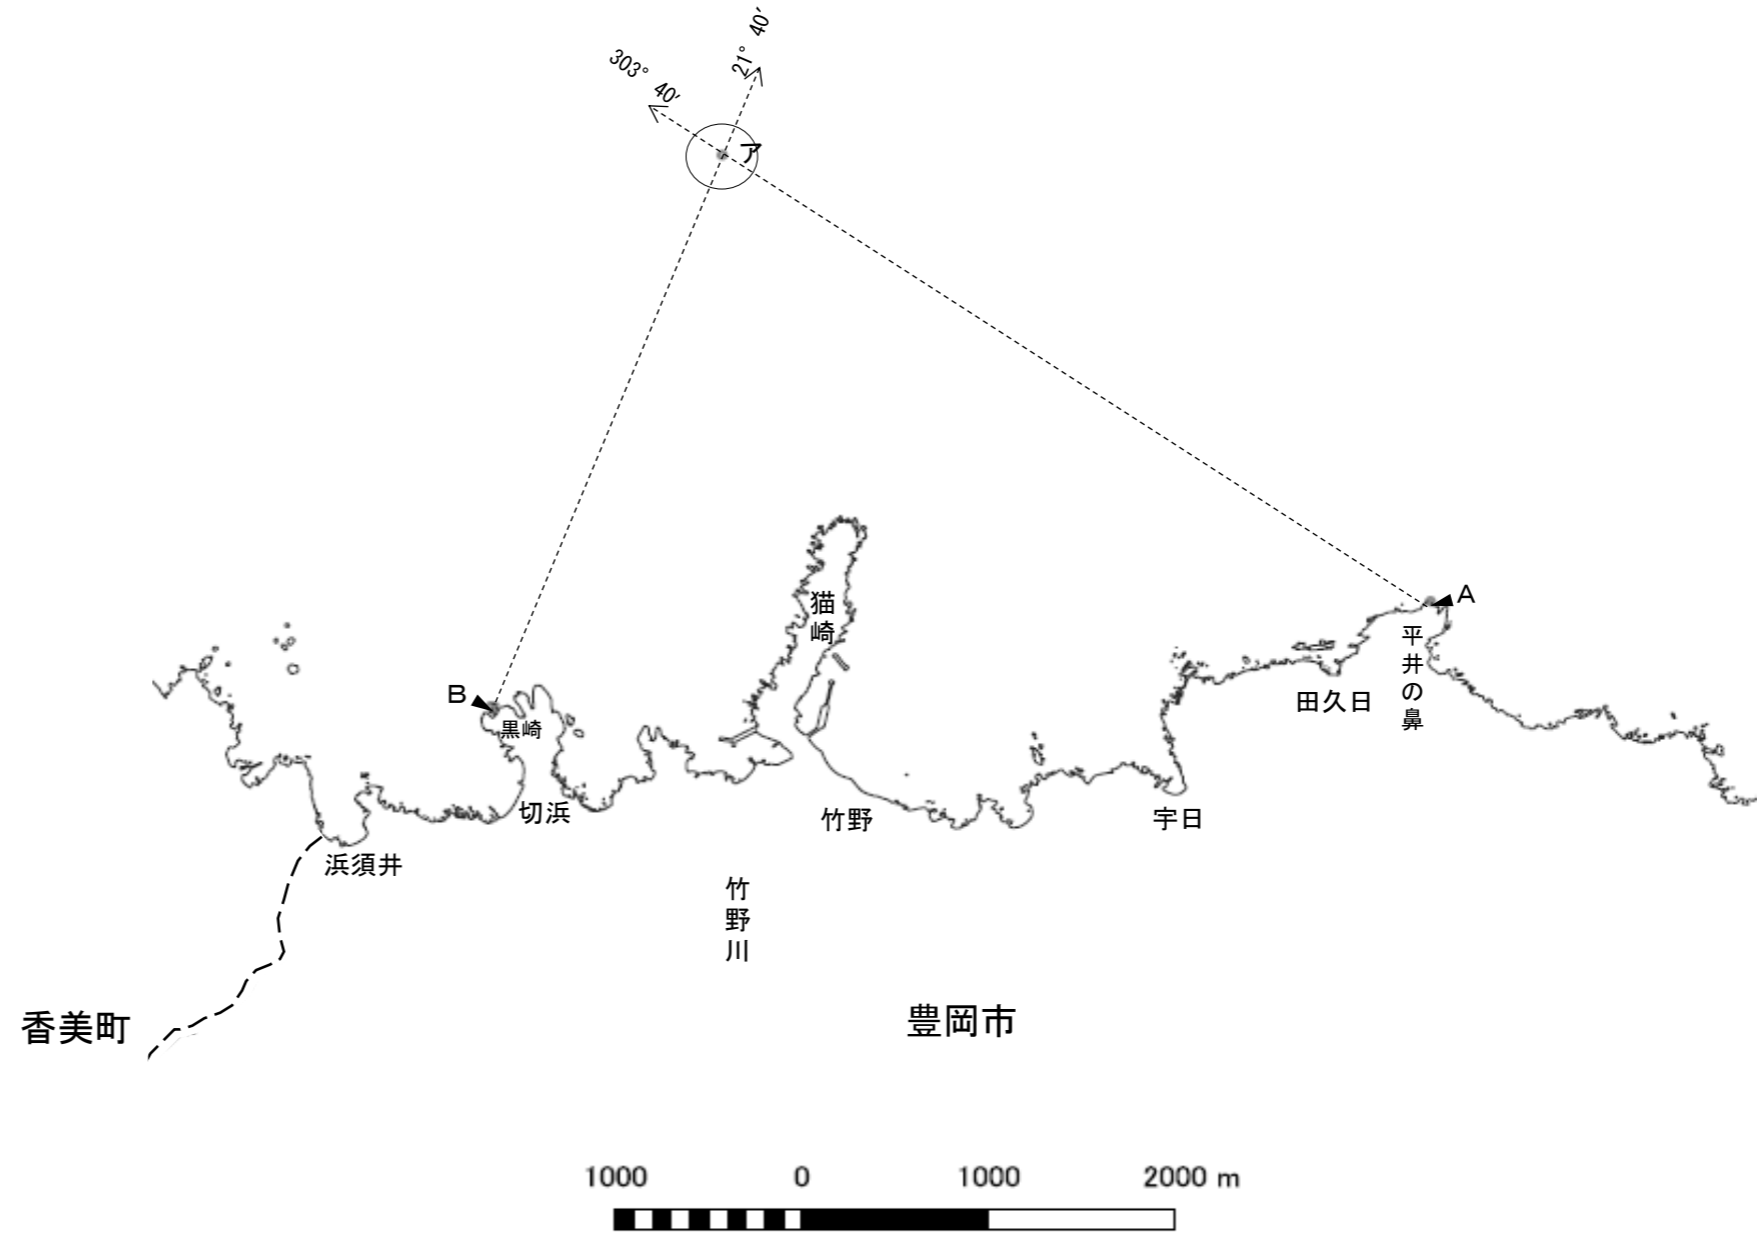 21° 40′
303° 40′
ア
猫崎
A
平井の鼻
B
田久日
黒崎
切浜
竹野
宇日
浜須井
竹野川
香美町
豊岡市
1000 0 1000 2000 m